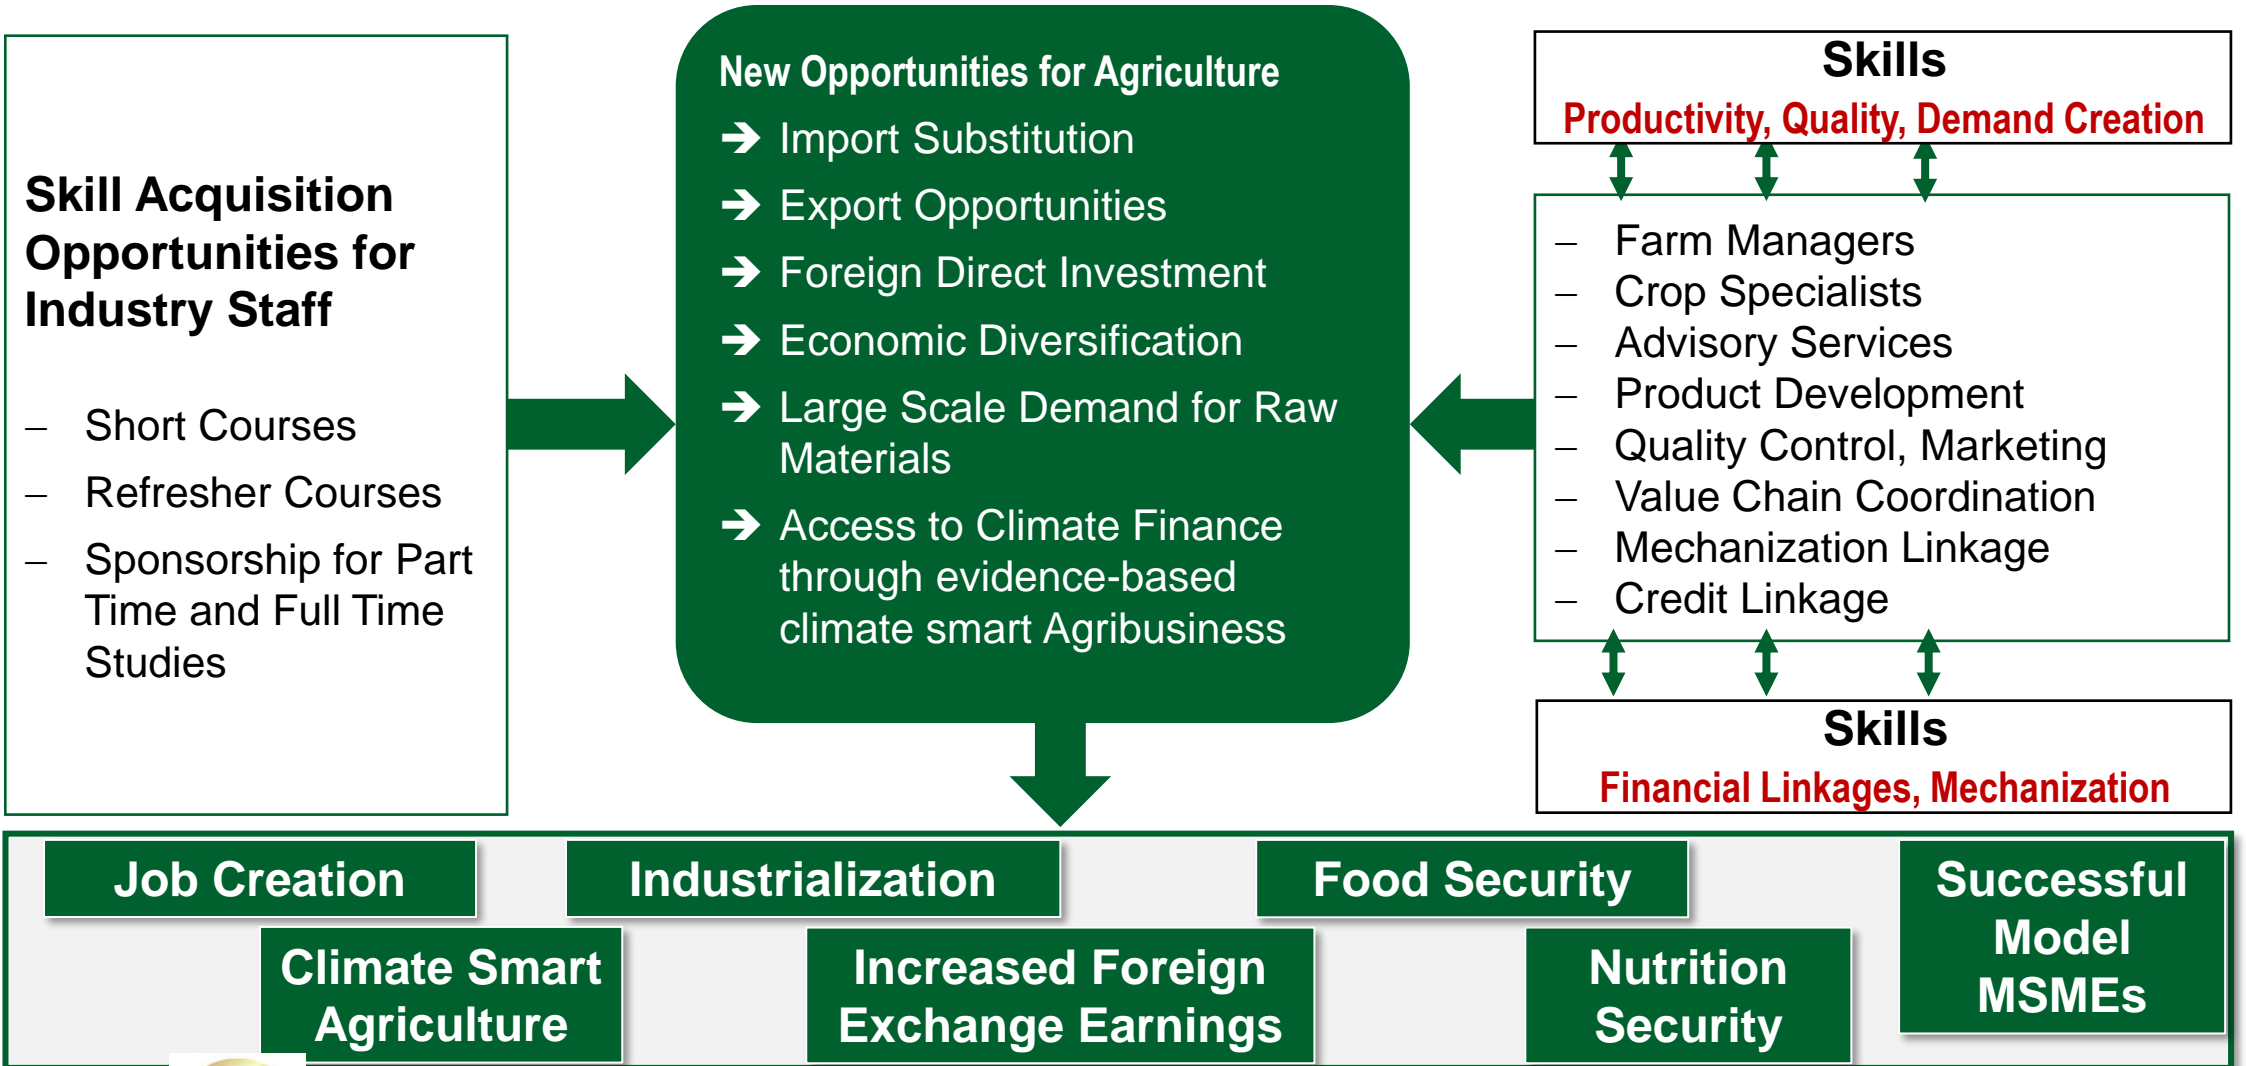 Skill Acquisition
Opportunities for
Industry Staff
– Short Courses
– Refresher Courses
– Sponsorship for Part
Time and Full Time
Studies
New Opportunities for Agriculture
➔ Import Substitution
➔ Export Opportunities
➔ Foreign Direct Investment
➔ Economic Diversification
➔ Large Scale Demand for Raw
Materials
➔ Access to Climate Finance
through evidence-based
climate smart Agribusiness
Skills
Productivity, Quality, Demand Creation
– Farm Managers
– Crop Specialists
– Advisory Services
– Product Development
– Quality Control, Marketing
– Value Chain Coordination
– Mechanization Linkage
– Credit Linkage
Skills
Financial Linkages, Mechanization
Job Creation
Industrialization
Food Security
Successful
Model
MSMEs
Climate Smart
Agriculture
Increased Foreign
Exchange Earnings
Nutrition
Security